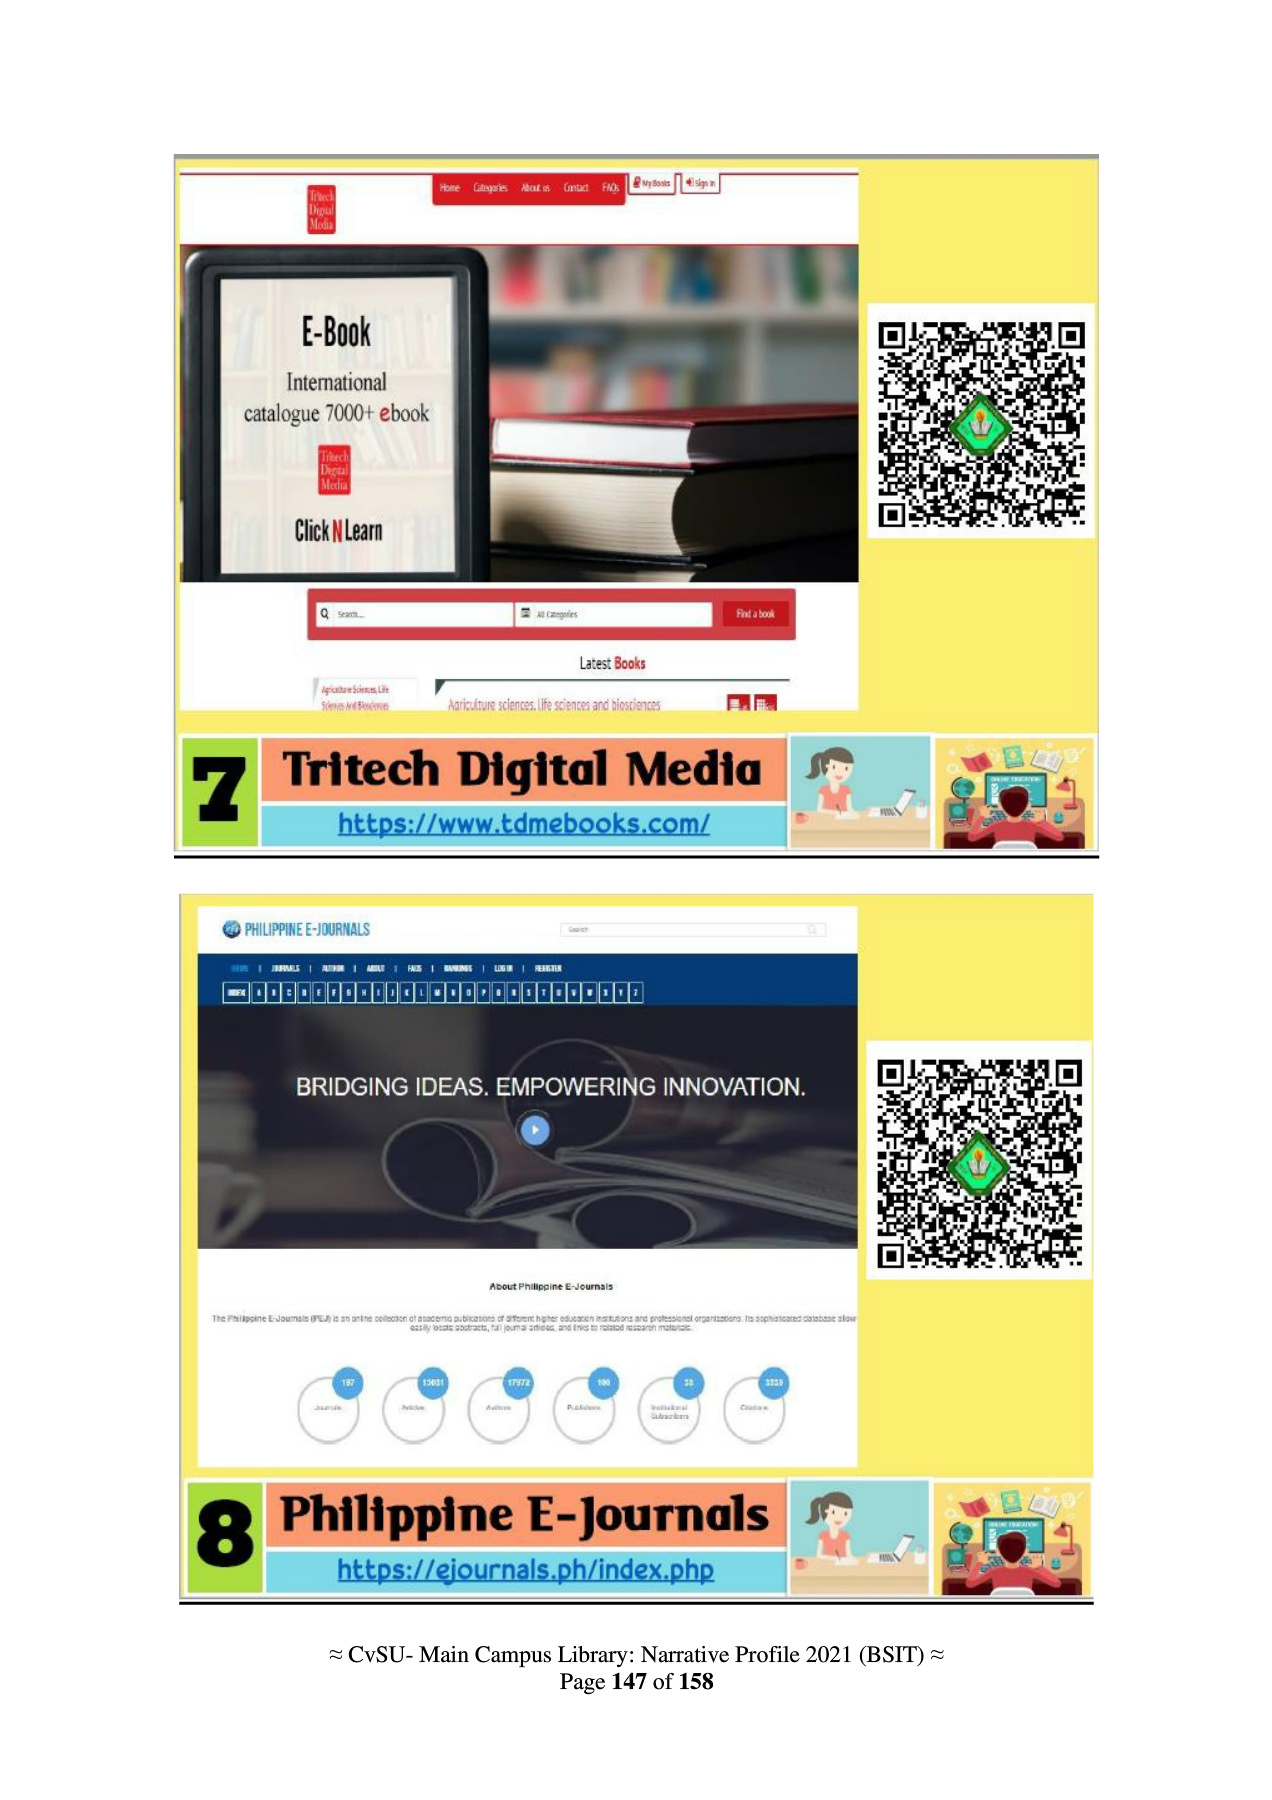 Tritech
Digital
Media
Home Categories About us Contact FAQs My Books Sign in
E-Book
International
catalogue 7000+ ebook
Tritech
Digital
Media
Click N Learn
Search... All Categories Find a book
Latest Books
Agriculture Sciences, Life
Sciences And Biosciences
Agriculture sciences, life sciences and biosciences
7
Tritech Digital Media
https://www.tdmebooks.com/
ONLINE EDUCATION
PHILIPPINE E-JOURNALS
Search
HOME | JOURNALS | AUTHOR | ABOUT | FAQS | RANKINGS | LOG IN | REGISTER
INDEX A B C D E F G H I J K L M N O P Q R S T U V W X Y Z
BRIDGING IDEAS. EMPOWERING INNOVATION.
About Philippine E-Journals
The Philippine E-Journals (PEJ) is an online collection of academic publications of different higher education institutions and professional organizations. Its sophisticated database allow
easily locate abstracts, full journal articles, and links to related research materials.
197 17972 38
Journals Articles Authors Publishers Institutional Subscribers Citations
8
Philippine E-Journals
https://ejournals.ph/index.php
ONLINE EDUCATION
≈ CvSU- Main Campus Library: Narrative Profile 2021 (BSIT) ≈
Page 147 of 158